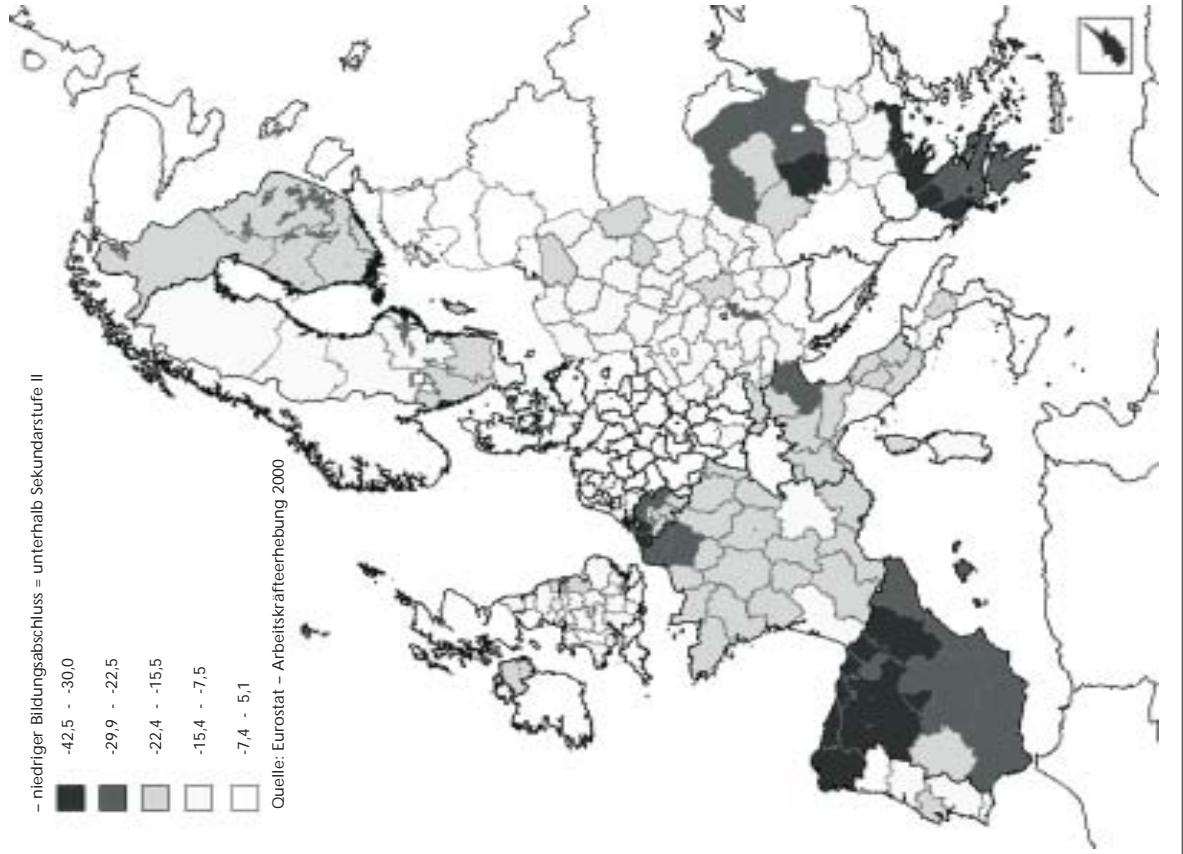 – niedriger Bildungsabschluss = unterhalb Sekundarstufe II
-42,5 - -30,0
-29,9 - -22,5
-22,4 - -15,5
-15,4 - -7,5
-7,4 - 5,1
Quelle: Eurostat – Arbeitskräfteerhebung 2000